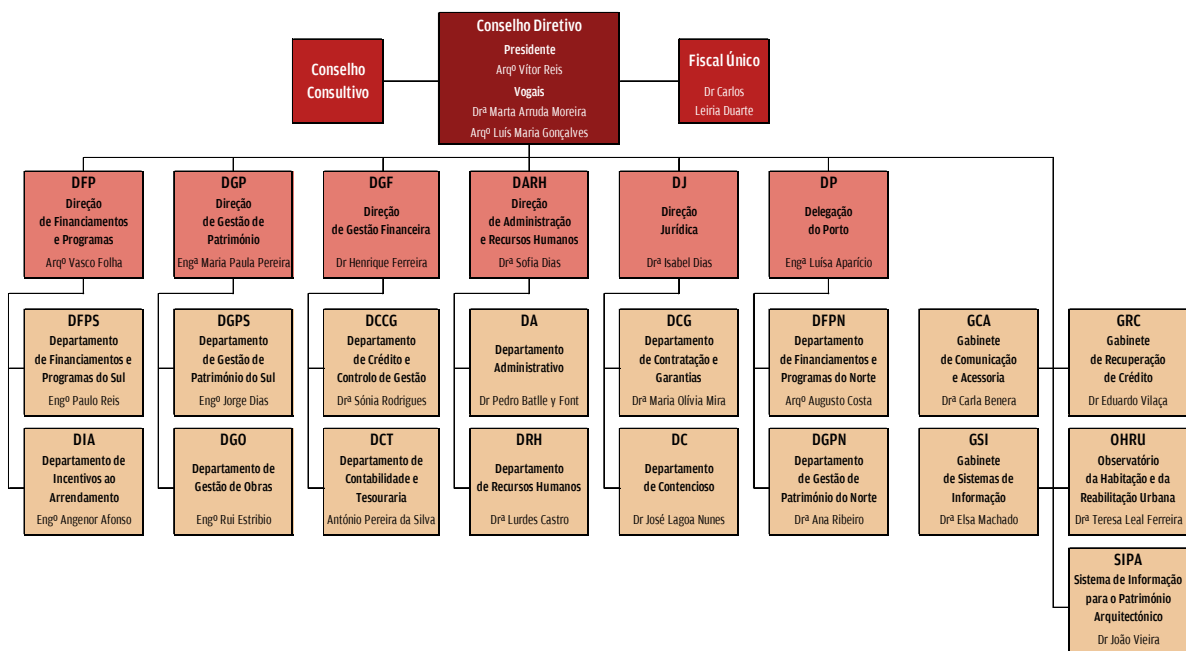 Conselho Diretivo
Presidente
Arqº Vítor Reis
Vogais
Drª Marta Arruda Moreira
Arqº Luís Maria Gonçalves
Conselho
Consultivo
Fiscal Único
Dr Carlos
Leiria Duarte
DFP
Direção
de Financiamentos
e Programas
Arqº Vasco Folha
DGP
Direção
de Gestão de
Património
Engª Maria Paula Pereira
DGF
Direção
de Gestão Financeira
Dr Henrique Ferreira
DARH
Direção
de Administração
e Recursos Humanos
Drª Sofia Dias
DJ
Direção
Jurídica
Drª Isabel Dias
DP
Delegação
do Porto
Engª Luísa Aparício
DFPS
Departamento
de Financiamentos e
Programas do Sul
Engº Paulo Reis
DGPS
Departamento
de Gestão de
Património do Sul
Engº Jorge Dias
DCCG
Departamento
de Crédito e
Controlo de Gestão
Drª Sónia Rodrigues
DA
Departamento
Administrativo
Dr Pedro Batlle y Font
DCG
Departamento
de Contratação e
Garantias
Drª Maria Olívia Mira
DFPN
Departamento
de Financiamentos e
Programas do Norte
Arqº Augusto Costa
GCA
Gabinete
de Comunicação
e Acessoria
Drª Carla Benera
GRC
Gabinete
de Recuperação
de Crédito
Dr Eduardo Vilaça
DIA
Departamento de
Incentivos ao
Arrendamento
Engº Angenor Afonso
DGO
Departamento de
Gestão de Obras
Engº Rui Estribio
DCT
Departamento de
Contabilidade e
Tesouraria
António Pereira da Silva
DRH
Departamento
de Recursos Humanos
Drª Lurdes Castro
DC
Departamento
de Contencioso
Dr José Lagoa Nunes
DGPN
Departamento
de Gestão de
Património do Norte
Drª Ana Ribeiro
GSI
Gabinete
de Sistemas de
Informação
Drª Elsa Machado
OHRU
Observatório
da Habitação e da
Reabilitação Urbana
Drª Teresa Leal Ferreira
SIPA
Sistema de Informação
para o Património
Arquitectónico
Dr João Vieira